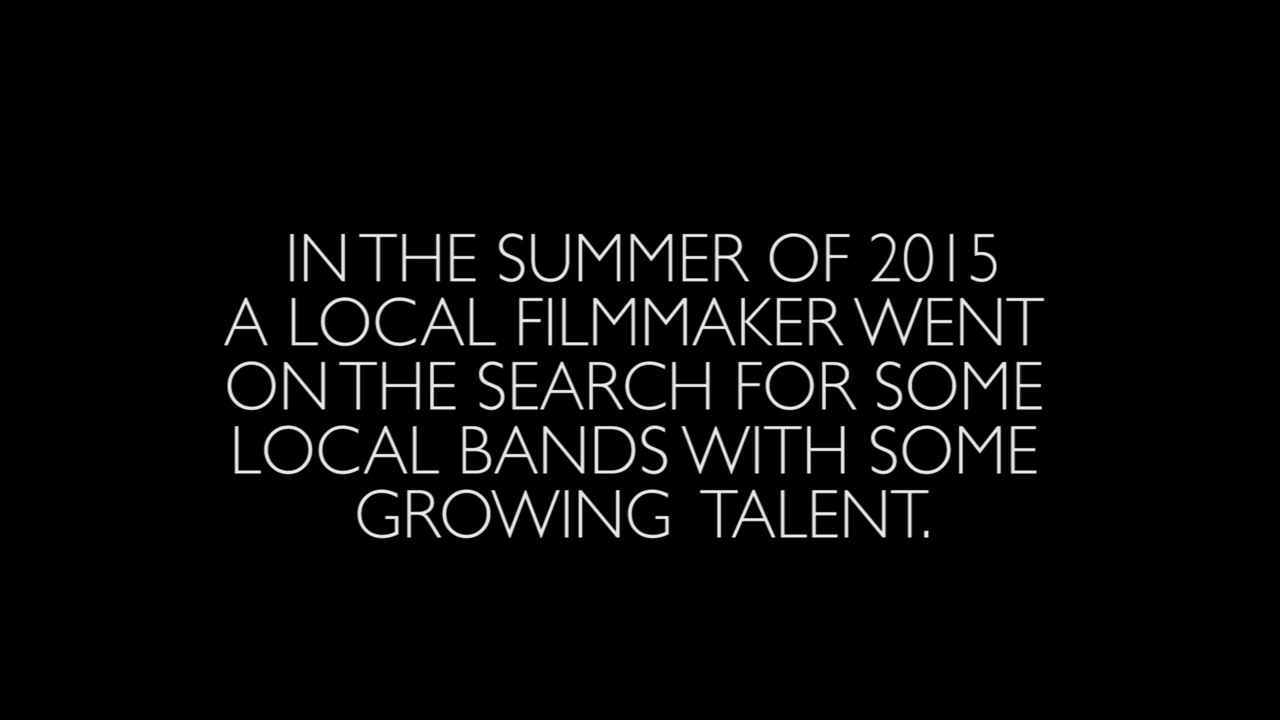 IN THE SUMMER OF 2015
A LOCAL FILMMAKER WENT
ON THE SEARCH FOR SOME
LOCAL BANDS WITH SOME
GROWING TALENT.